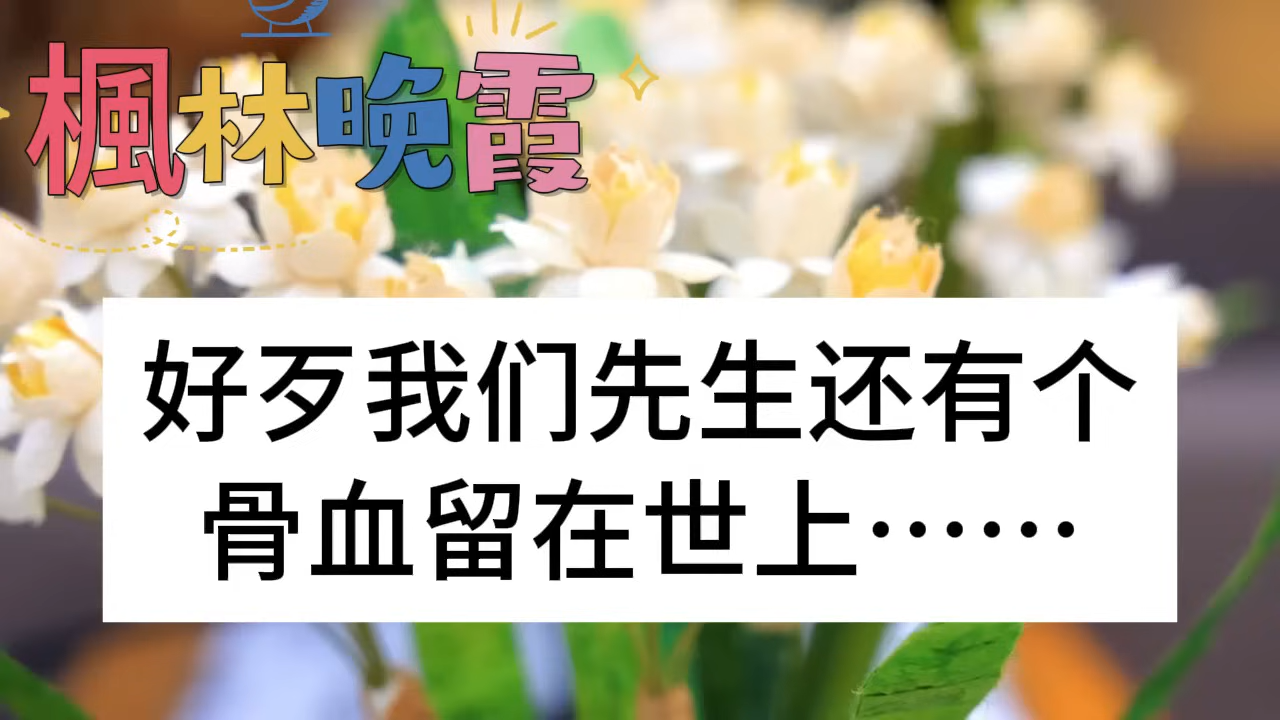 楓林晚霞
好歹我们先生还有个
骨血留在世上……